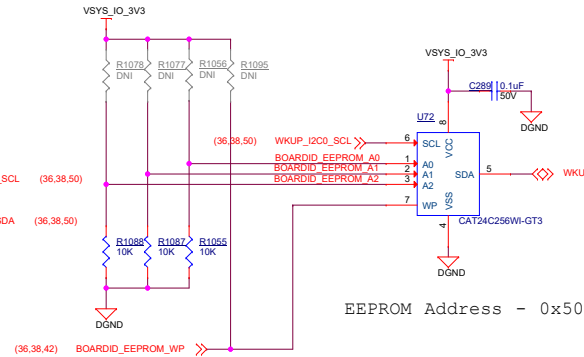 VSYS_IO_3V3
R1078
DNI
R1077
DNI
R1056
DNI
R1095
DNI
VSYS_IO_3V3
C289
0.1uF
50V
DGND
U72
8
(36,38,50)
WKUP_I2C0_SCL
6
SCL
VCC
BOARDID_EEPROM_A0
1
A0
BOARDID_EEPROM_A1
2
A1
SDA
5
WKU
BOARDID_EEPROM_A2
3
A2
_SCL
(36,38,50)
7
WP
VSS
4
CAT24C256WI-GT3
SDA
(36,38,50)
R1088
10K
R1087
10K
R1055
10K
DGND
DGND
EEPROM Address - 0x50
(36,38,42)
BOARDID_EEPROM_WP